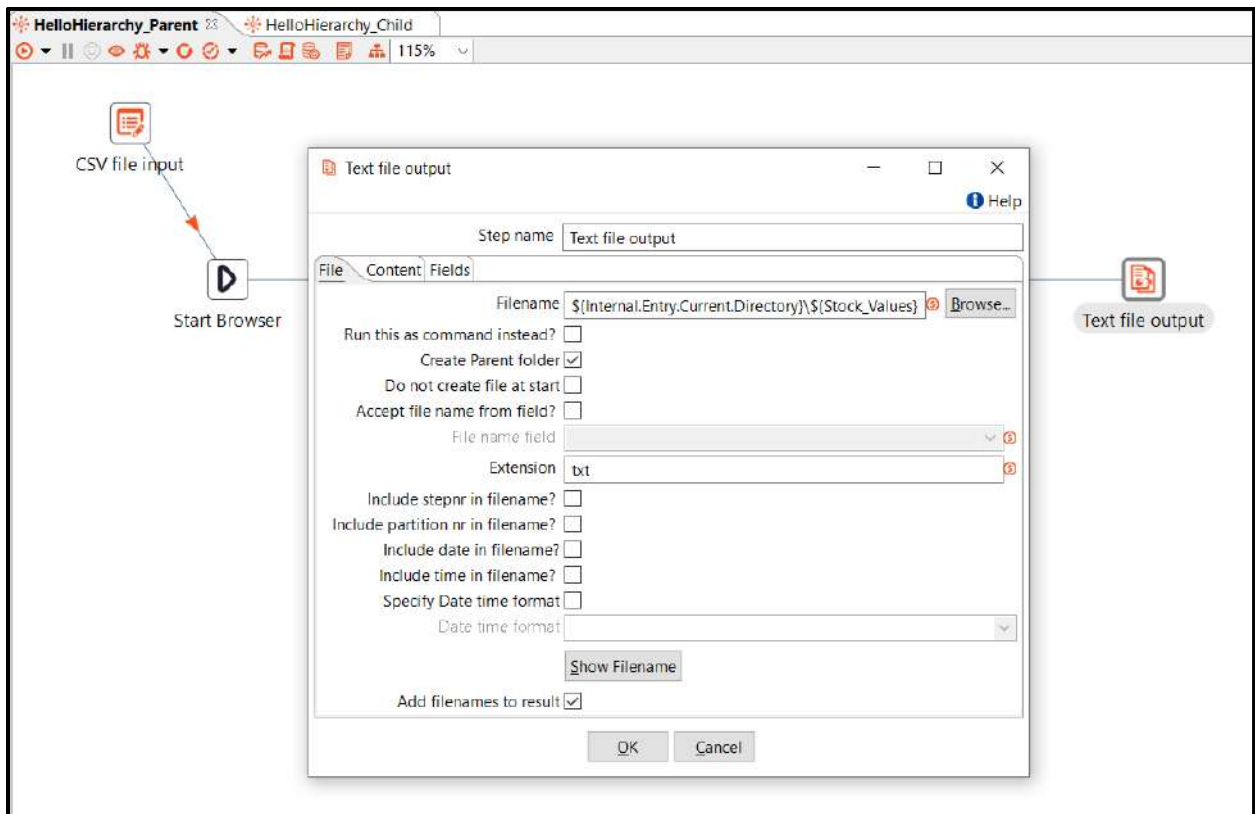 HelloHierarchy_Parent
HelloHierarchy_Child
115%
CSV file input
Start Browser
Text file output
Help
Step name Text file output
File Content Fields
Filename ${Internal.Entry.Current.Directory}\${Stock_Values} Browse...
Run this as command instead?
Create Parent folder
Do not create file at start
Accept file name from field?
File name field
Extension txt
Include stepnr in filename?
Include partition nr in filename?
Include date in filename?
Include time in filename?
Specify Date time format
Date time format
Show Filename
Add filenames to result
OK Cancel
Text file output